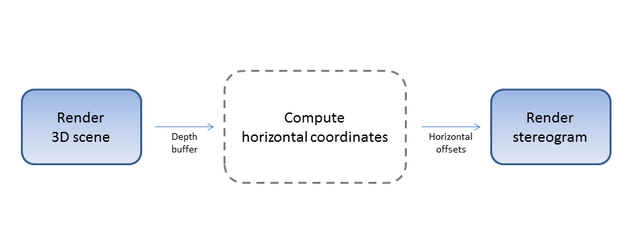 Render
3D scene
Depth
buffer
Compute
horizontal coordinates
Horizontal
offsets
Render
stereogram